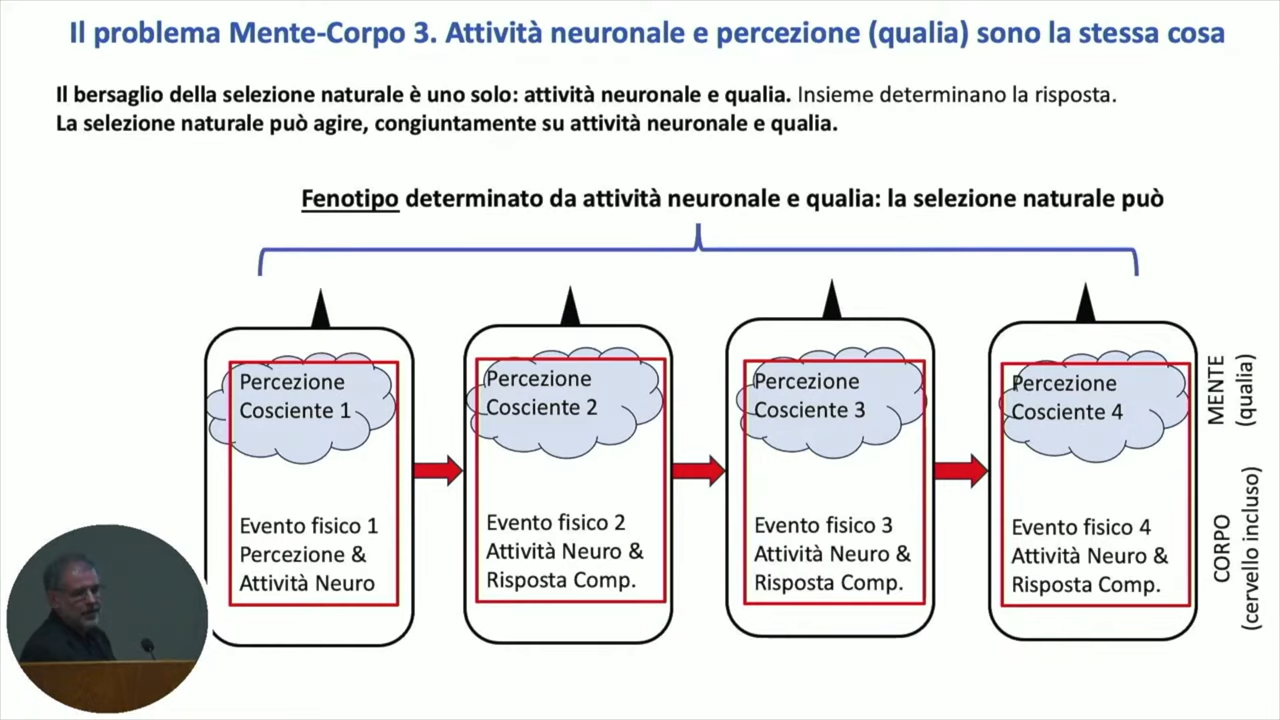 Il problema Mente-Corpo 3. Attività neuronale e percezione (qualia) sono la stessa cosa
Il bersaglio della selezione naturale è uno solo: attività neuronale e qualia. Insieme determinano la risposta.
La selezione naturale può agire, congiuntamente su attività neuronale e qualia.
Fenotipo determinato da attività neuronale e qualia: la selezione naturale può
Percezione
Cosciente 1
Evento fisico 1
Percezione &
Attività Neuro
Percezione
Cosciente 2
Evento fisico 2
Attività Neuro &
Risposta Comp.
Percezione
Cosciente 3
Evento fisico 3
Attività Neuro &
Risposta Comp.
Percezione
Cosciente 4
Evento fisico 4
Attività Neuro &
Risposta Comp.
MENTE
(qualia)
CORPO
(cervello incluso)